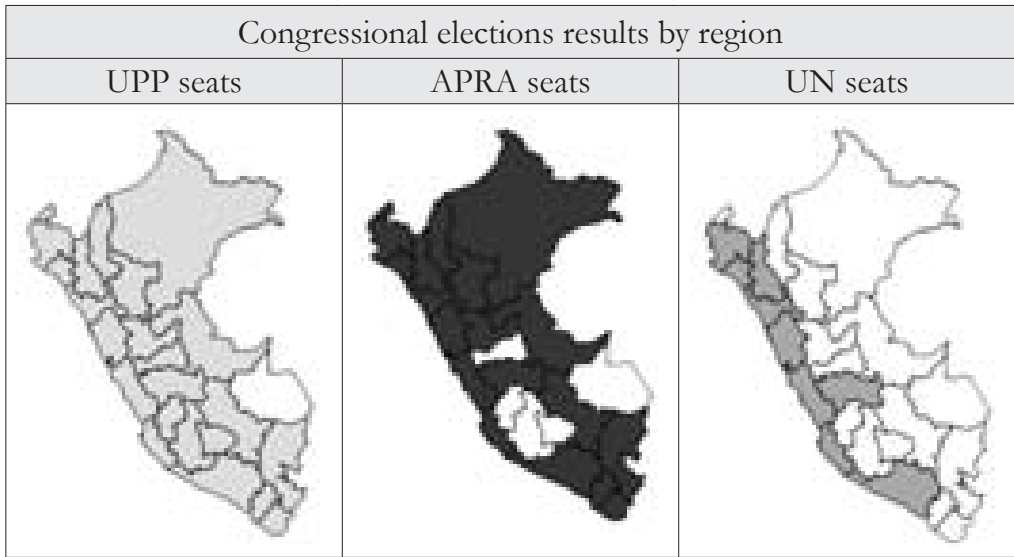 Congressional elections results by region
UPP seats
APRA seats
UN seats